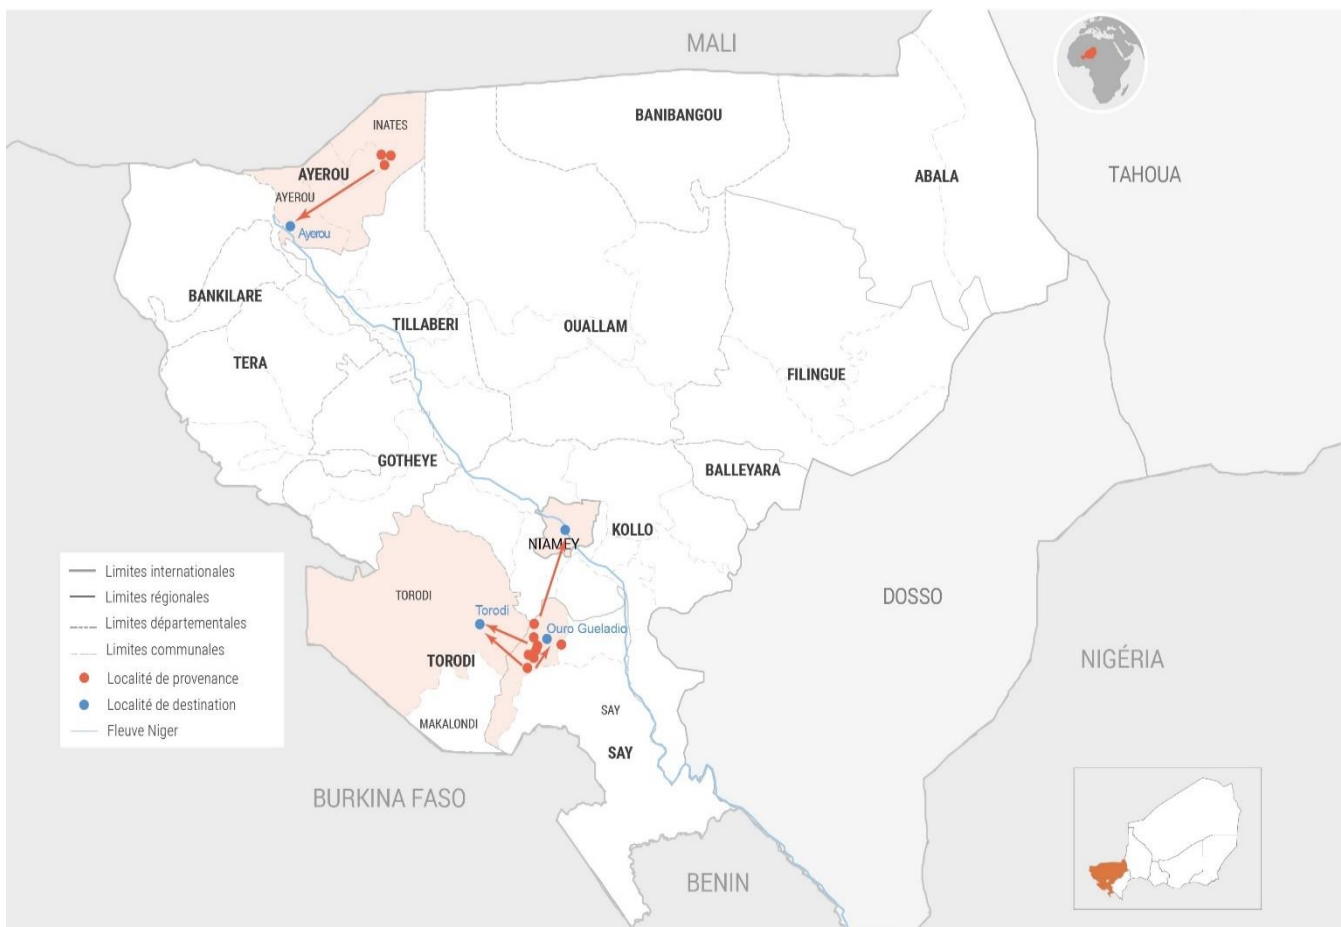 MALI
INATES
BANIBANGOU
AYEROU
ABALA
TAHOUA
AYEROU
Ayerou
BANKILARE
TILLABERI
OUALLAM
TERA
FILINGUE
GOTHEYE
BALLEYARA
NIAMEY
KOLLO
Limites internationales
Limites régionales
Limites départementales
Limites communales
Localité de provenance
Localité de destination
Fleuve Niger
TORODI
Torodi
Ouro Gueladio
DOSSO
TORODI
NIGÉRIA
MAKALONDI
SAY
SAY
BURKINA FASO
BENIN